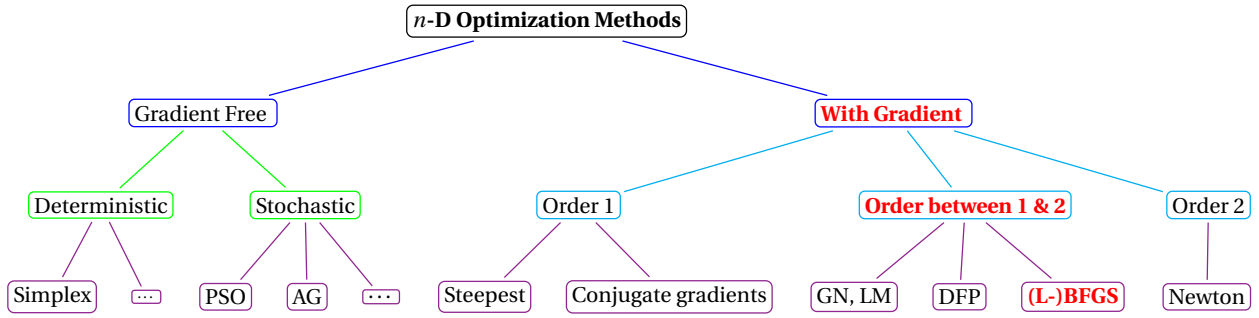 n-D Optimization Methods
Gradient Free
With Gradient
Deterministic
Stochastic
Order 1
Order between 1 & 2
Order 2
Simplex
...
PSO
AG
...
Steepest
Conjugate gradients
GN, LM
DFP
(L-)BFGS
Newton